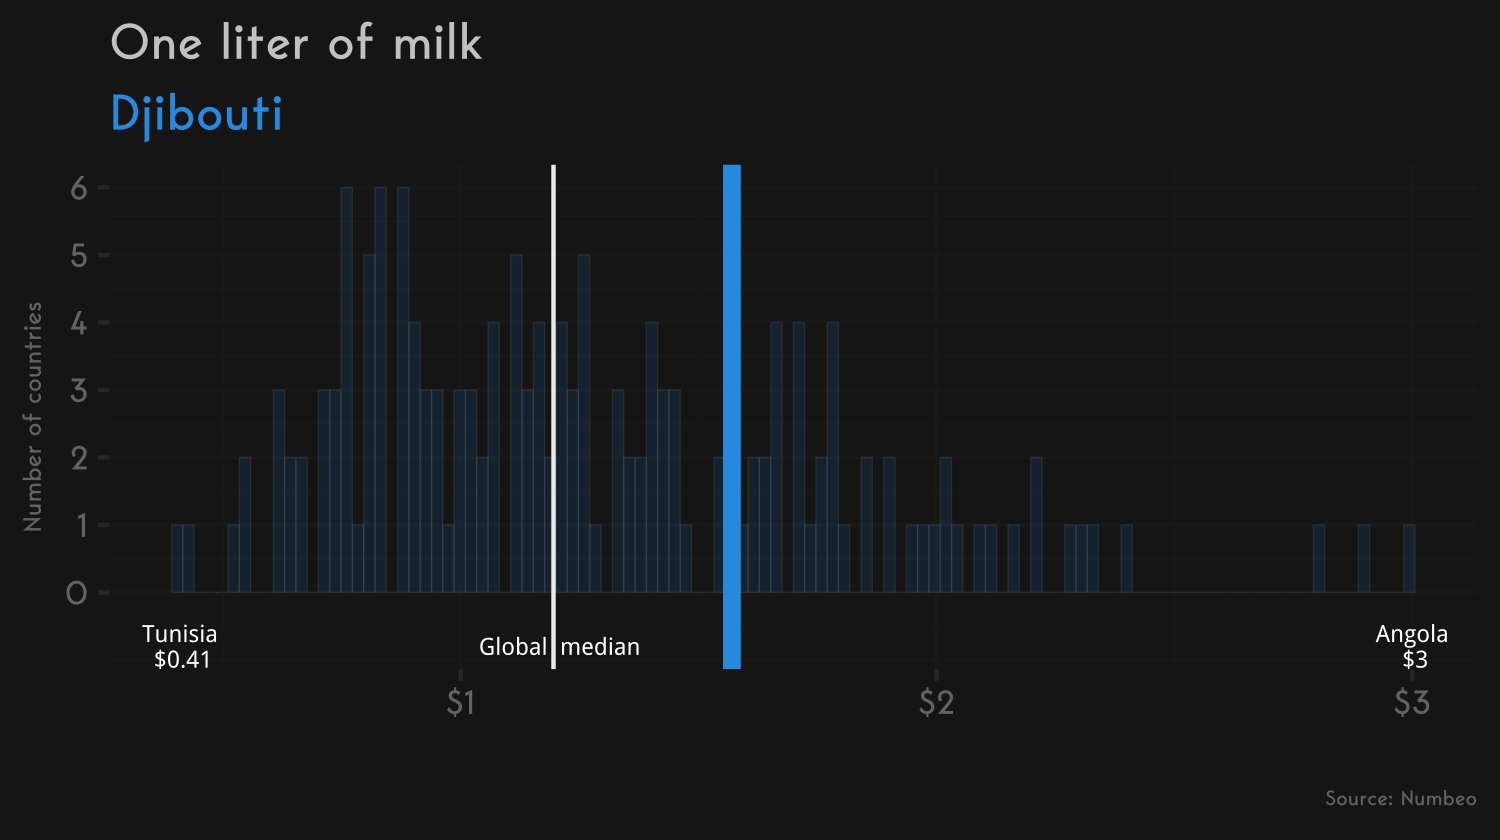 One liter of milk
Djibouti
Number of countries
6
5
4
3
2
1
0
Tunisia
$0.41
Global median
Angola
$3
$1 $2 $3
Source: Numbeo